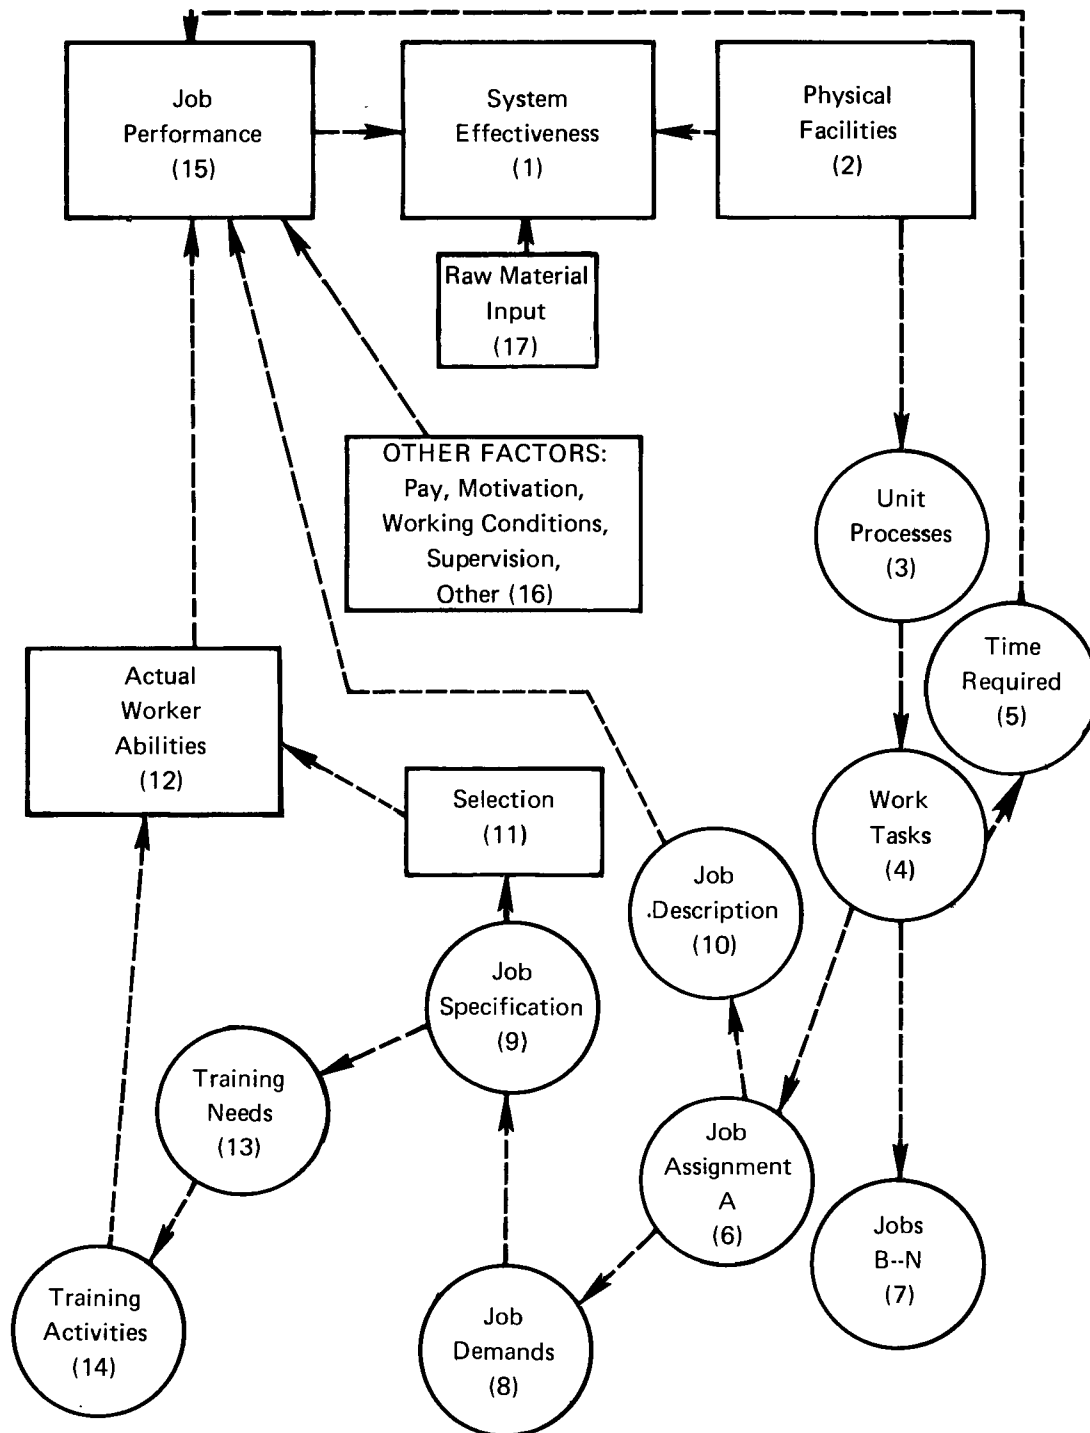 Job
Performance
(15)
System
Effectiveness
(1)
Physical
Facilities
(2)
Raw Material
Input
(17)
OTHER FACTORS:
Pay, Motivation,
Working Conditions,
Supervision,
Other (16)
Unit
Processes
(3)
Time
Required
(5)
Actual
Worker
Abilities
(12)
Selection
(11)
Work
Tasks
(4)
Job
Description
(10)
Job
Specification
(9)
Training
Needs
(13)
Job
Assignment
A
(6)
Jobs
B--N
(7)
Training
Activities
(14)
Job
Demands
(8)